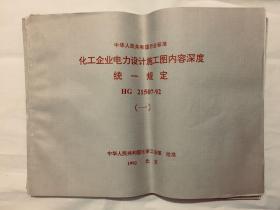 中华人民共和国行业标准
化工企业电力设计施工图内容深度
统一规定
HG 21507-92
（一）
中华人民共和国化学工业部 批准
1992 北京